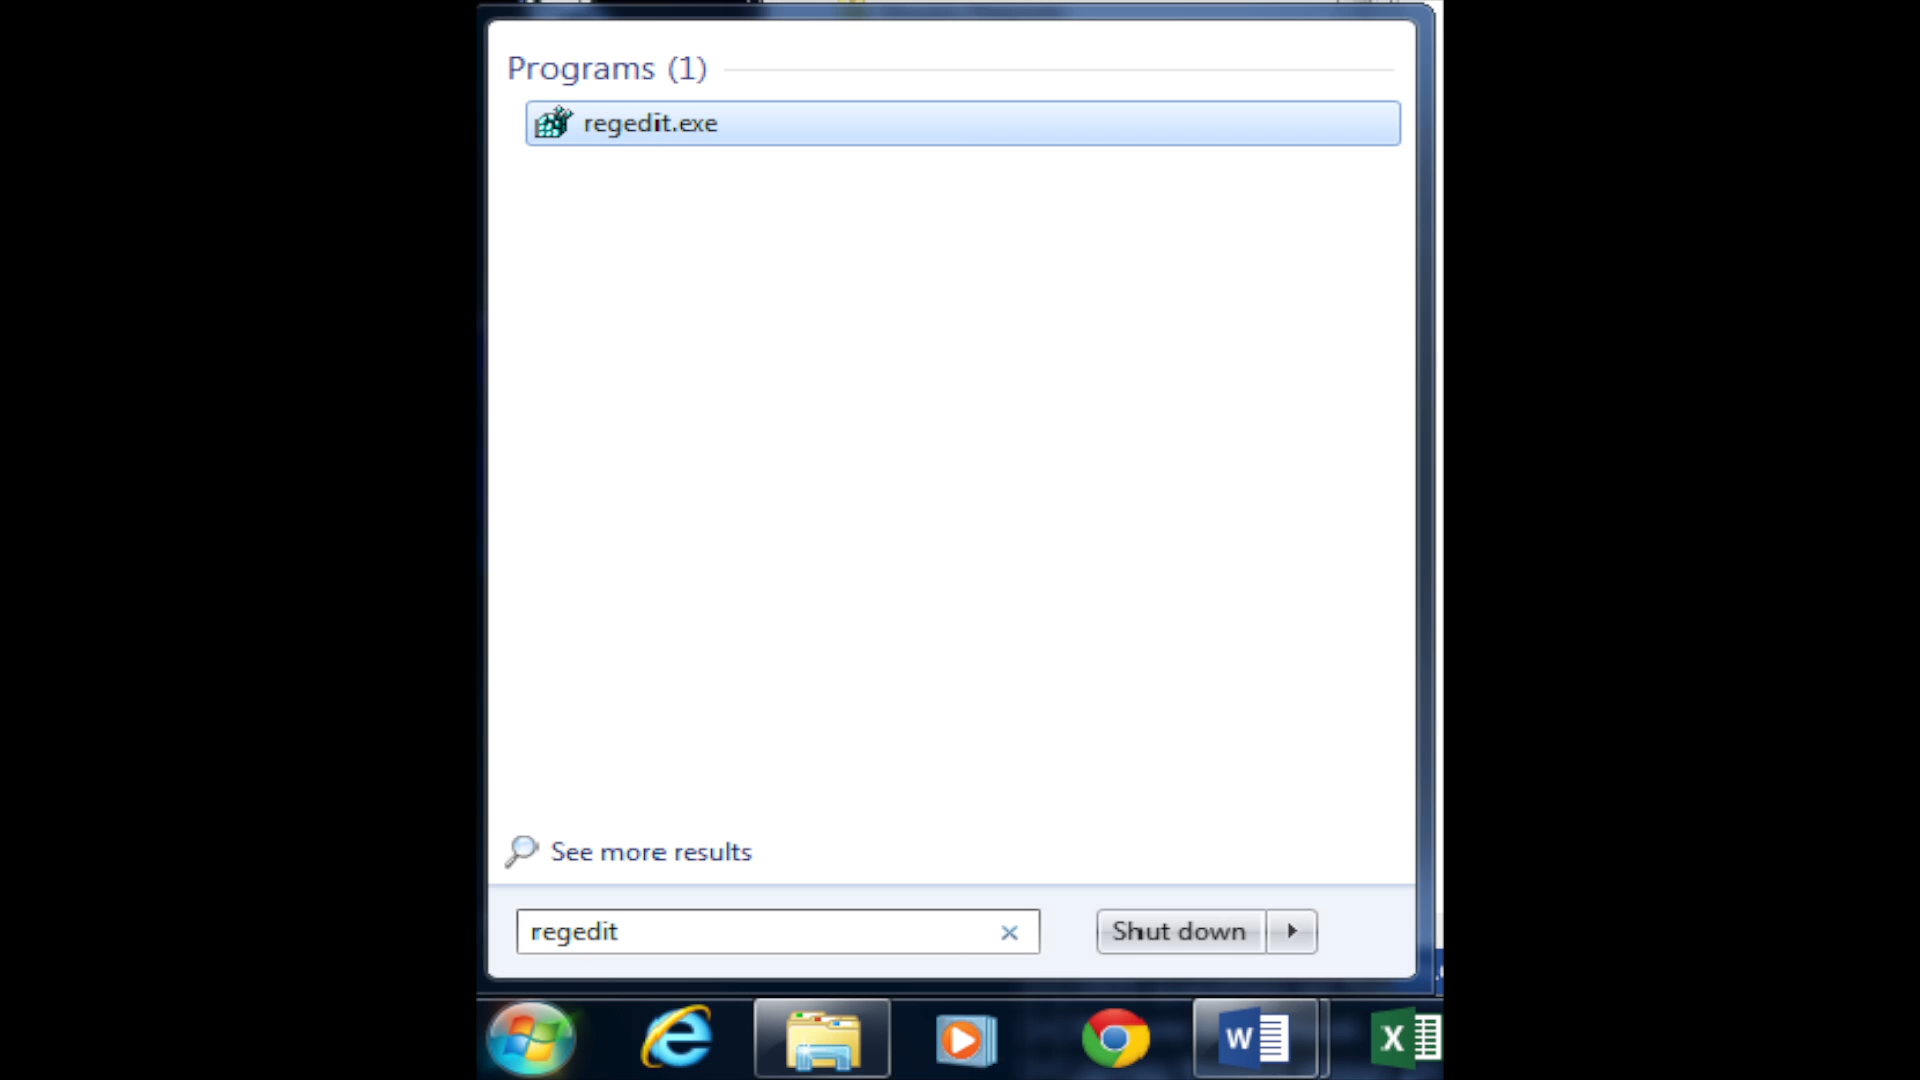 Programs (1)
regedit.exe
See more results
regedit
Shut down
W
X